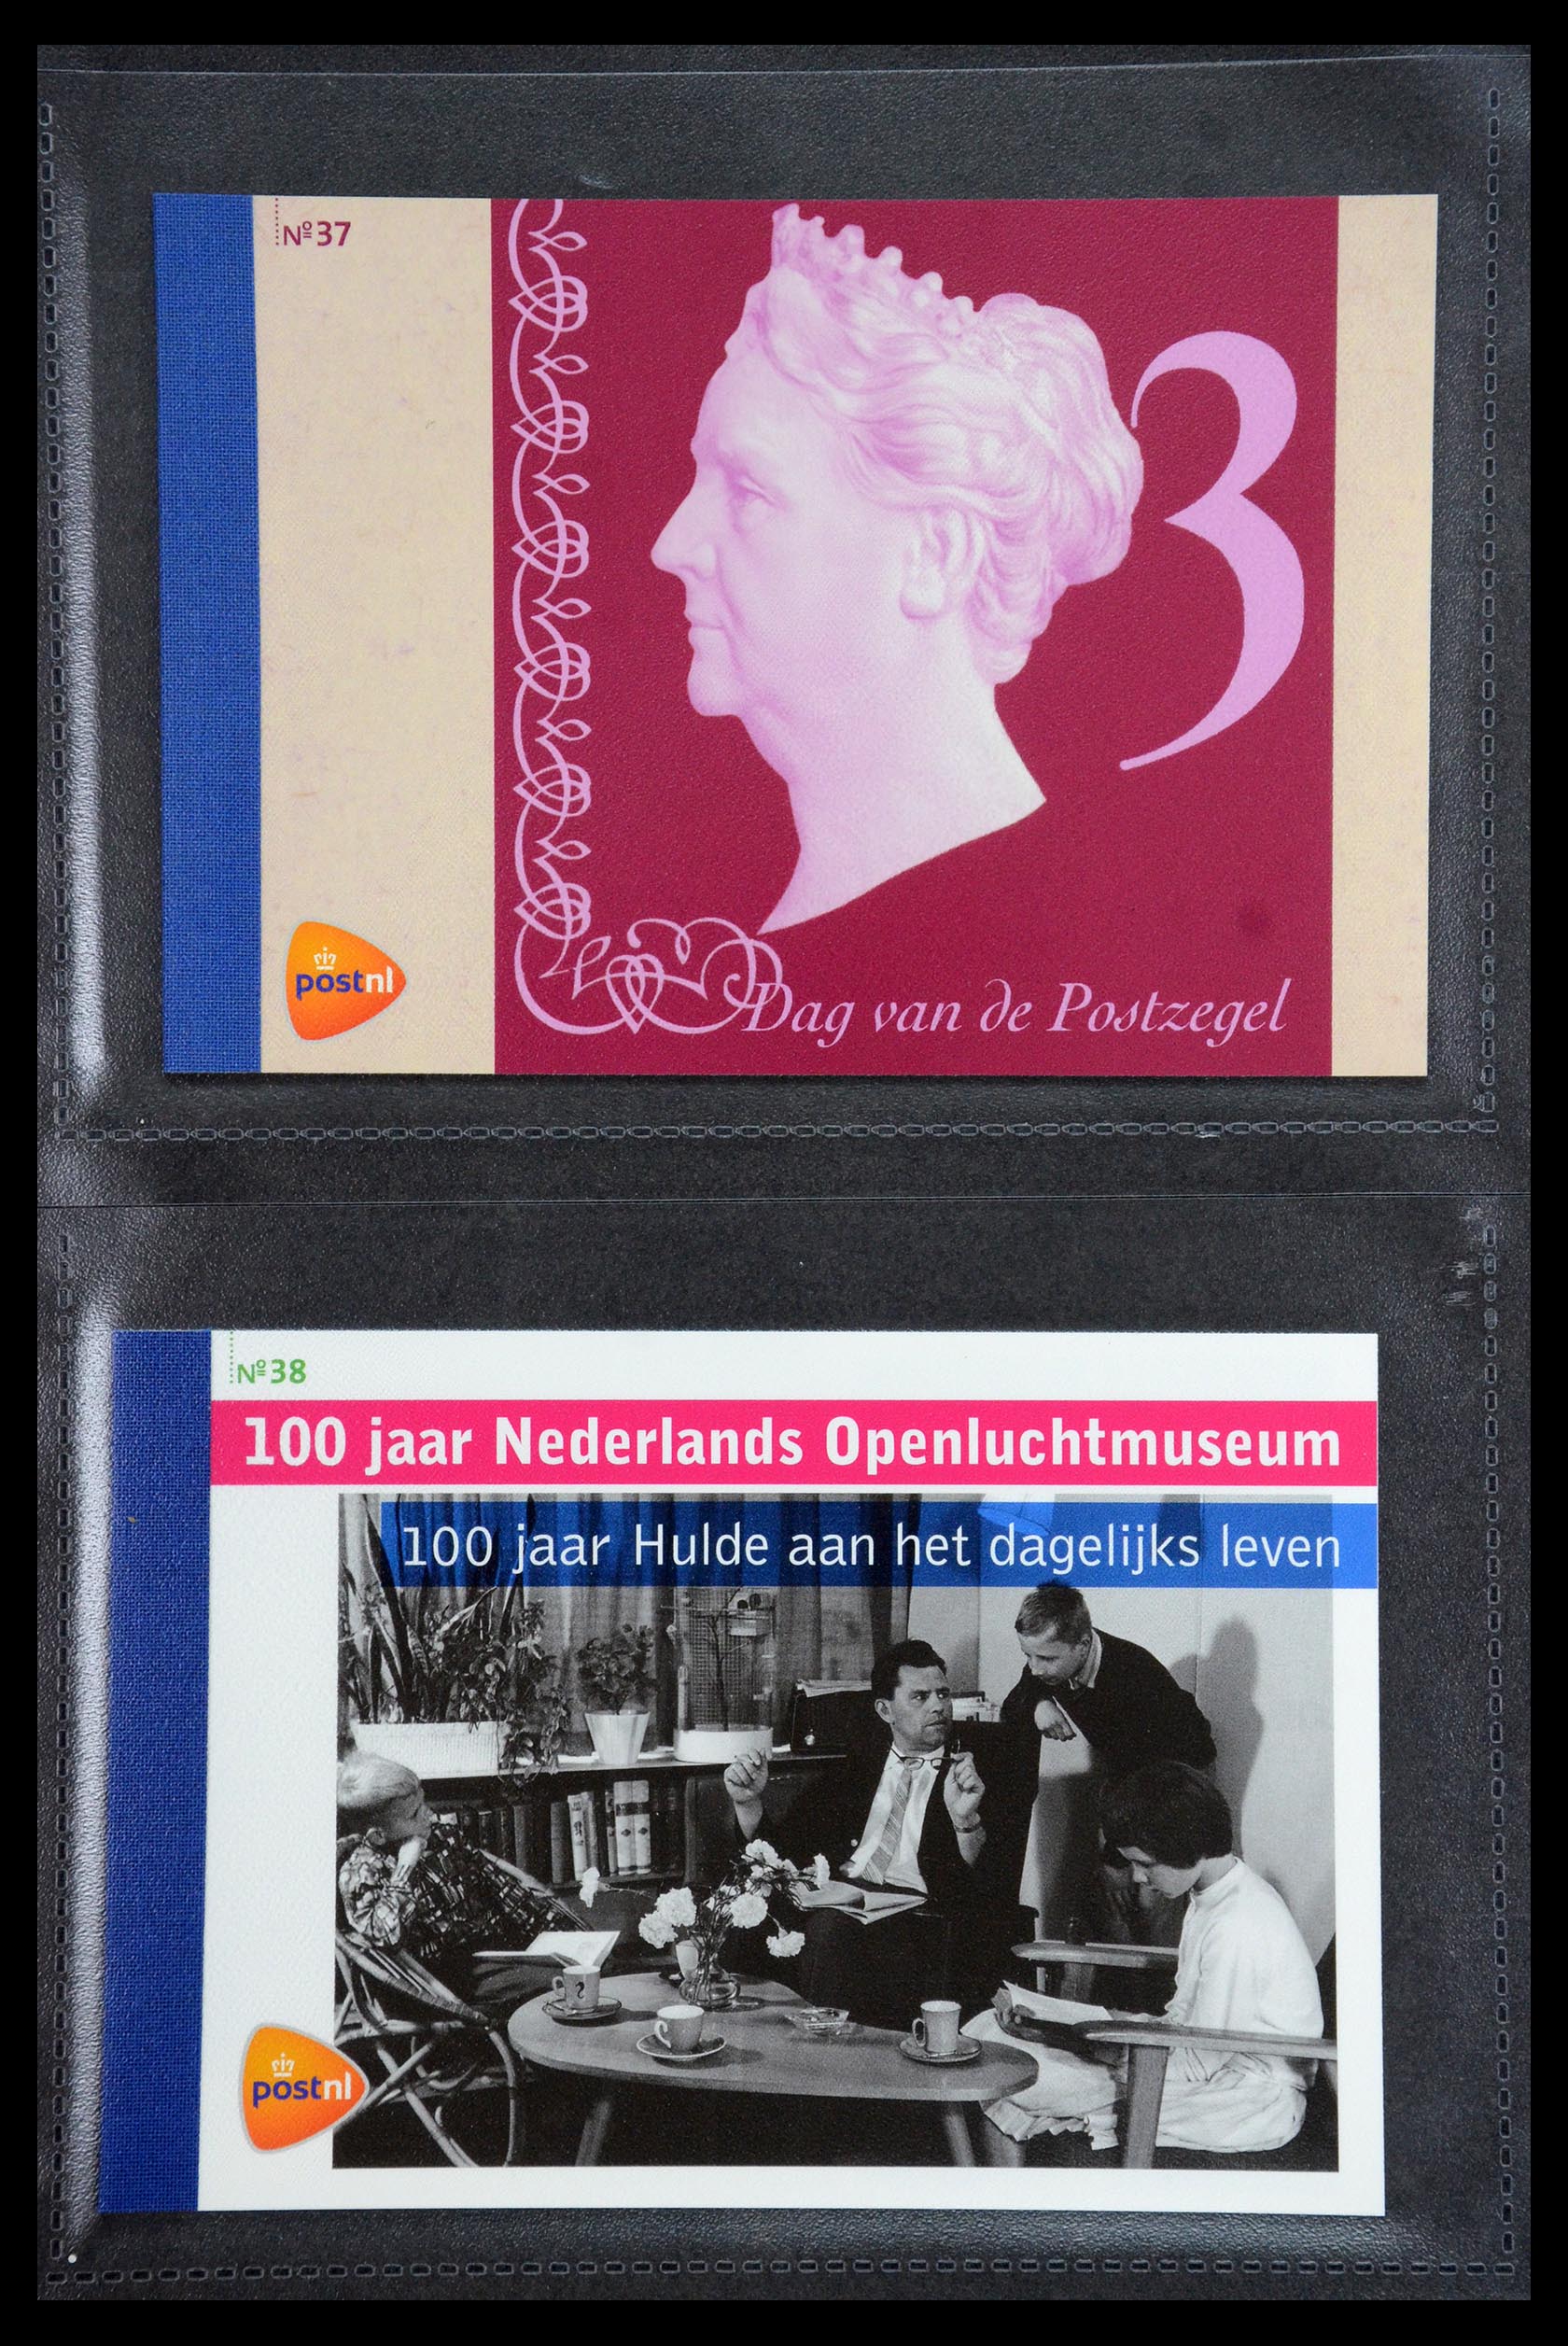 Nº37
3
postnl
Dag van de Postzegel
Nº38
100 jaar Nederlands Openluchtmuseum
100 jaar Hulde aan het dagelijks leven
postnl